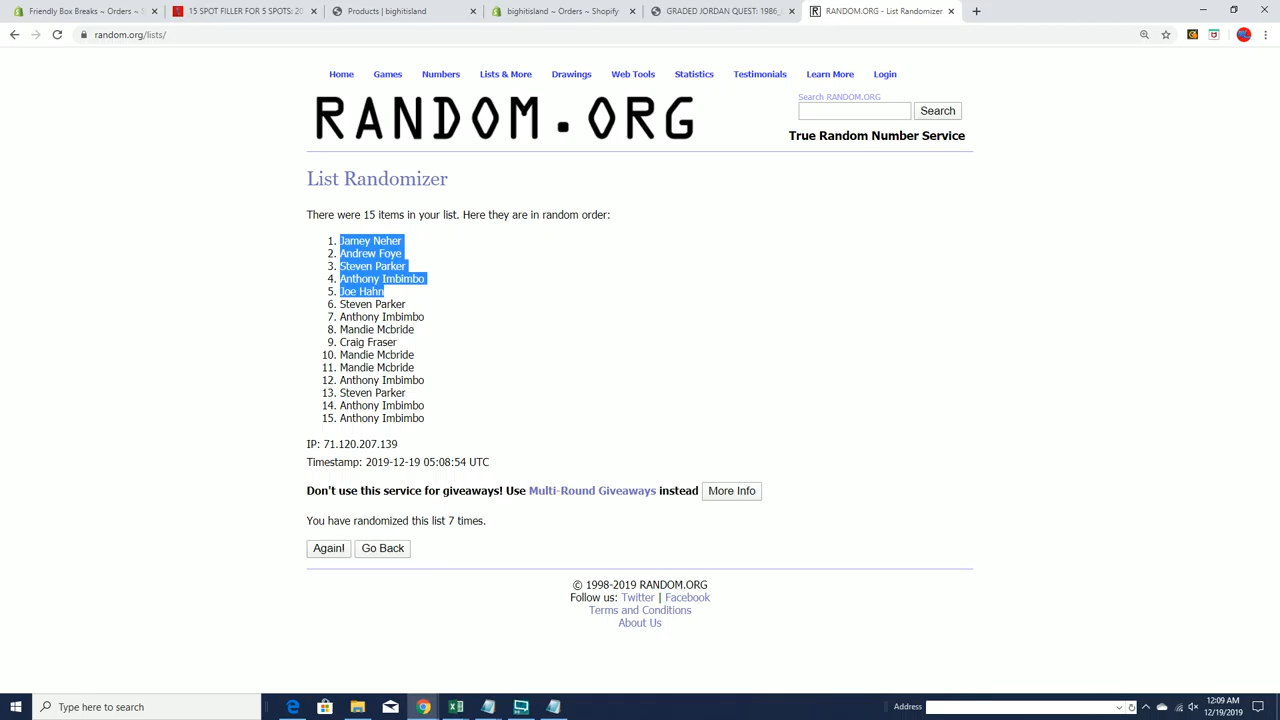 Friendly Box Breaks ~ Orders ~ S
15 SPOT FILLER FOR 5 SPOTS: 20
Products | bighitisland
bighitisland ~ Orders ~ Shopify
GRADED JORDAN QUEST: 1986_
RANDOM.ORG - List Randomizer
random.org/lists/
Home Games Numbers Lists & More Drawings Web Tools Statistics Testimonials Learn More Login
RANDOM.ORG
Search RANDOM.ORG
Search
True Random Number Service
List Randomizer
There were 15 items in your list. Here they are in random order:
1. Jamey Neher
2. Andrew Foye
3. Steven Parker
4. Anthony Imbimbo
5. Joe Hahn
6. Steven Parker
7. Anthony Imbimbo
8. Mandie Mcbride
9. Craig Fraser
10. Mandie Mcbride
11. Mandie Mcbride
12. Anthony Imbimbo
13. Steven Parker
14. Anthony Imbimbo
15. Anthony Imbimbo
IP: 71.120.207.139
Timestamp: 2019-12-19 05:08:54 UTC
Don't use this service for giveaways! Use Multi-Round Giveaways instead More Info
You have randomized this list 7 times.
Again! Go Back
© 1998-2019 RANDOM.ORG
Follow us: Twitter | Facebook
Terms and Conditions
About Us
Type here to search
Address
12:09 AM
12/19/2019